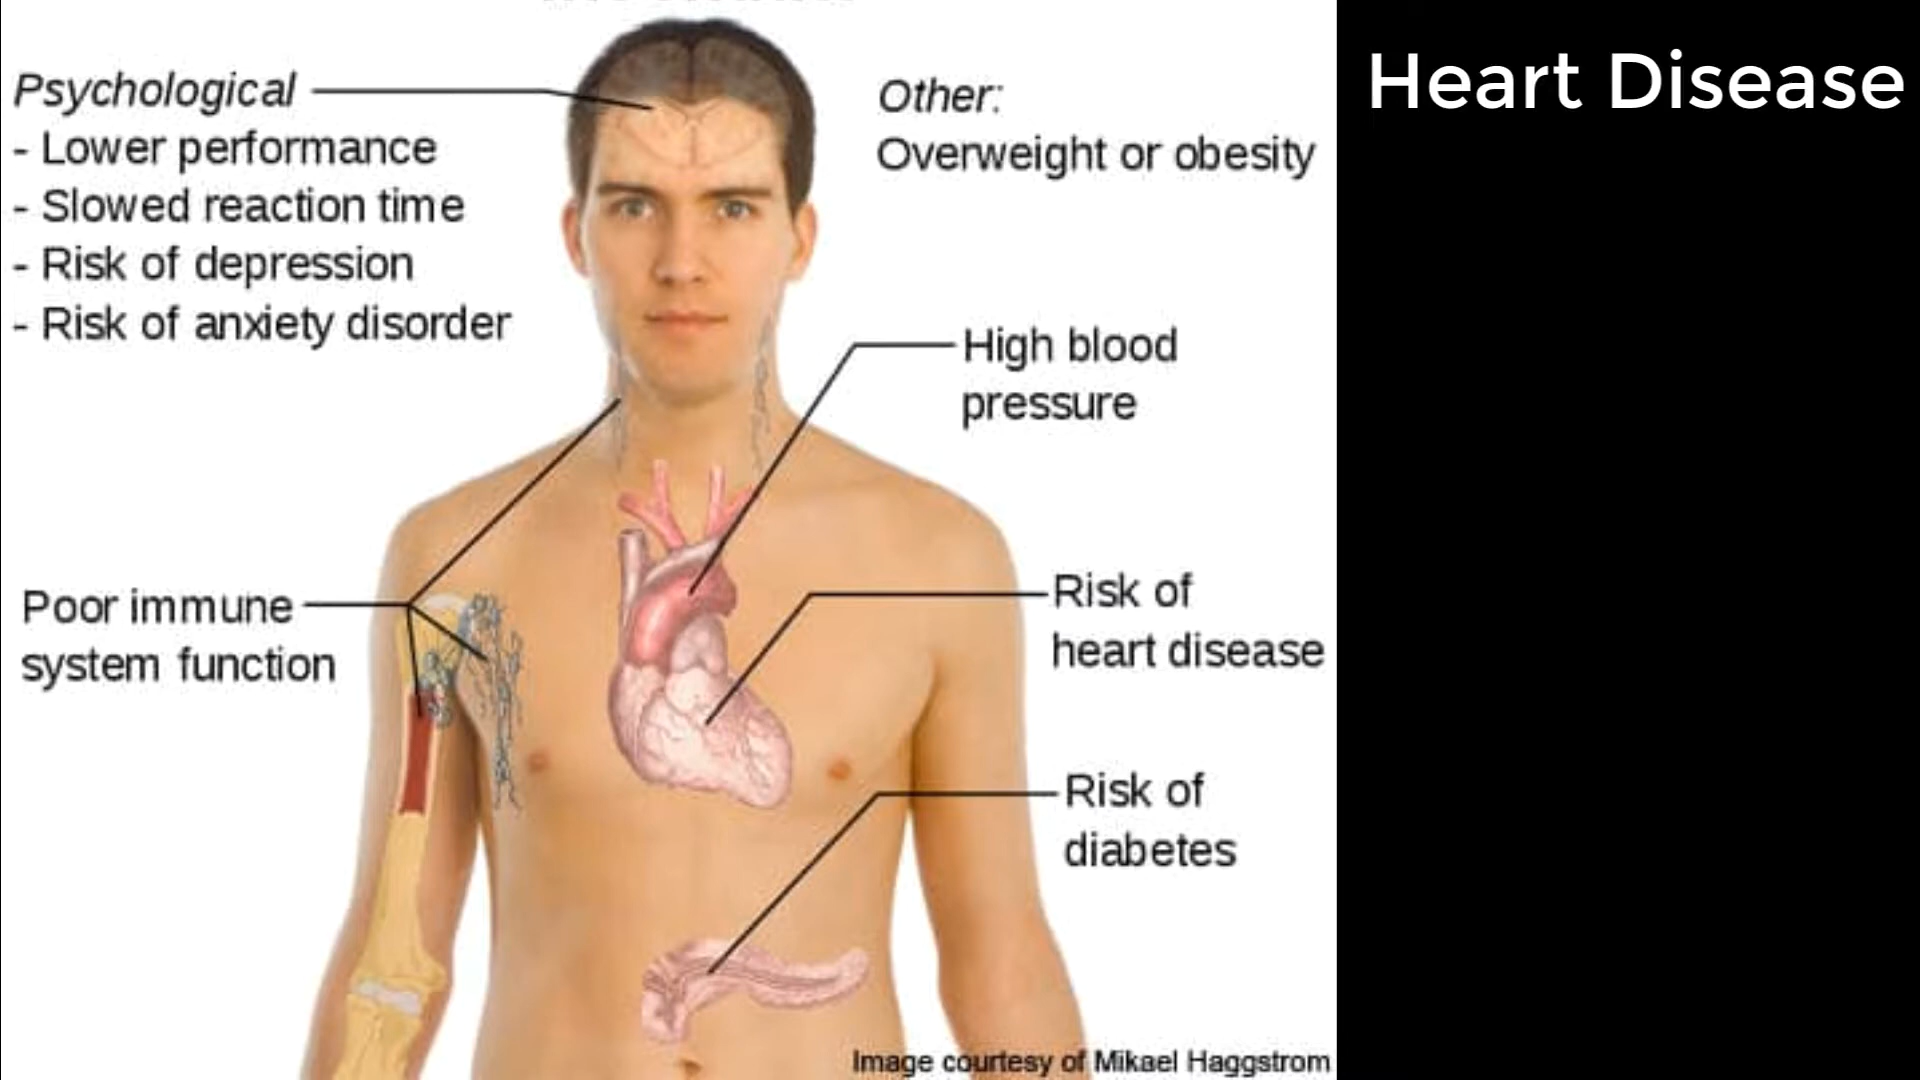 Psychological
- Lower performance
- Slowed reaction time
- Risk of depression
- Risk of anxiety disorder
Other:
Overweight or obesity
High blood
pressure
Poor immune
system function
Risk of
heart disease
Risk of
diabetes
Image courtesy of Mikael Haggstrom
Heart Disease